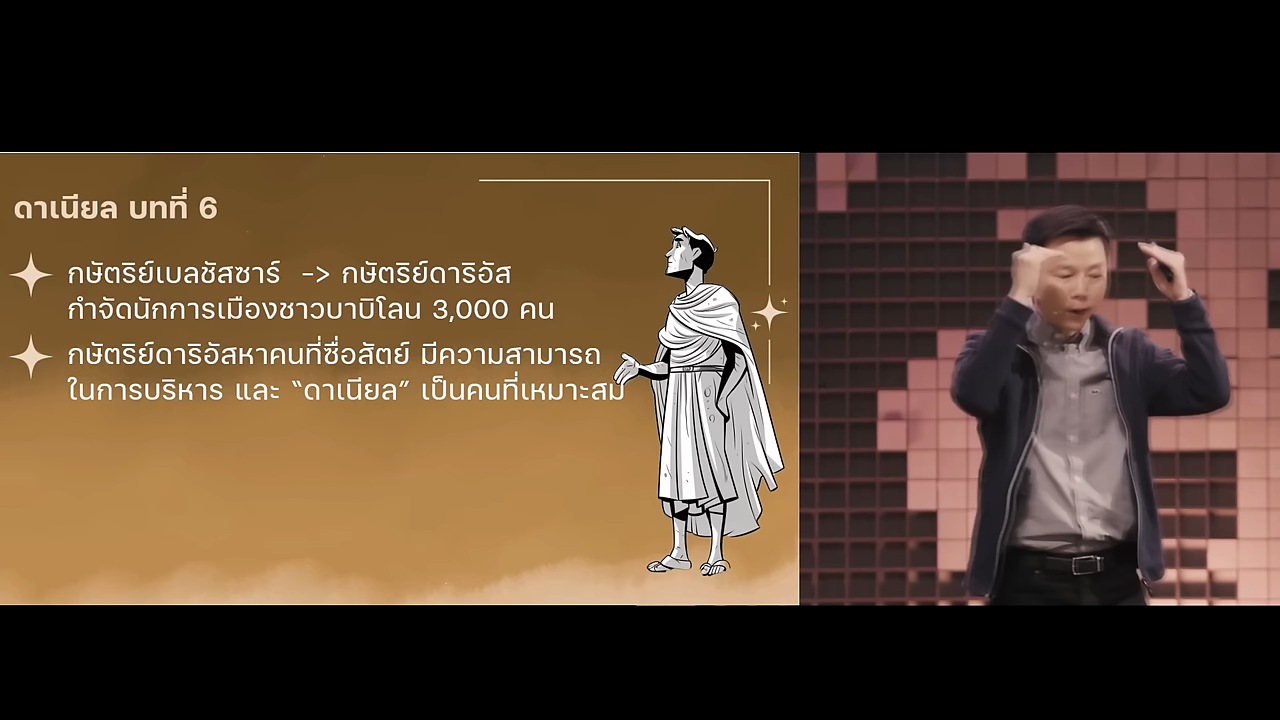 ดาเนียล บทที่ 6
กษัตริย์เบลชัสซาร์ -> กษัตริย์ดาริอัส
กำจัดนักการเมืองชาวบาบิโลน 3,000 คน
กษัตริย์ดาริอัสหาคนที่ซื่อสัตย์ มีความสามารถ
ในการบริหาร และ “ดาเนียล” เป็นคนที่เหมาะสม